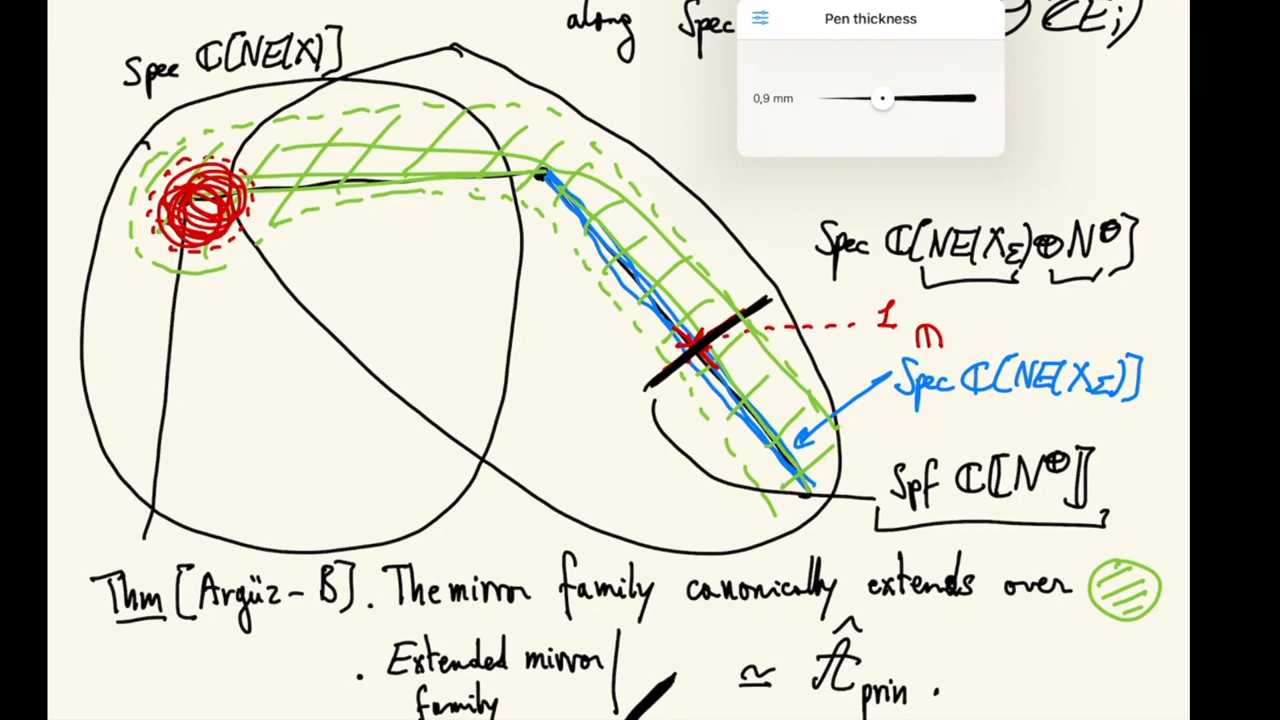 along Spec
CE_i)
Pen thickness
0,9 mm
Spec ℂ[NE(X)]
Spec ℂ[NE(X_Σ)⊕N^⊕]
1
m
Spec ℂ[NE(X_Σ)]
Spf ℂ⟦N^⊕⟧
Thm [Argüz-B]. The mirror family canonically extends over
. Extended mirror family | ≃ Â_prin .